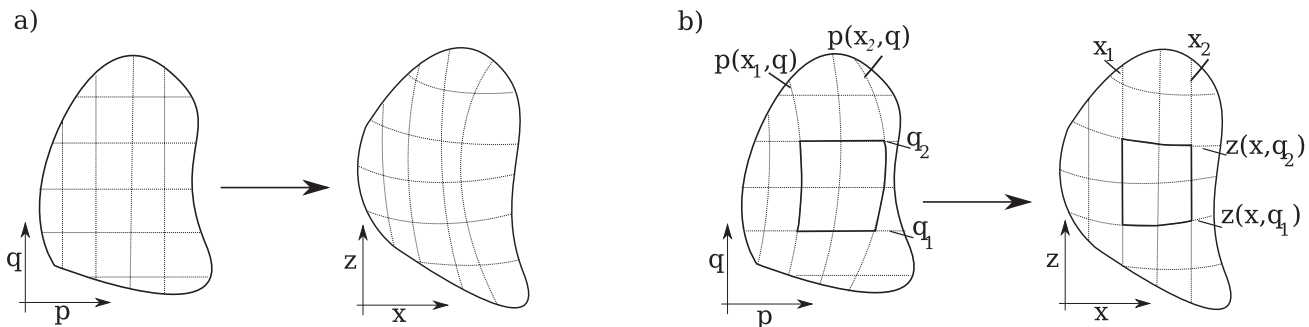 a)
q
p
z
x
b)
p(x₁,q)
p(x₂,q)
q₂
q₁
q
p
x₁
x₂
z(x,q₂)
z(x,q₁)
z
x